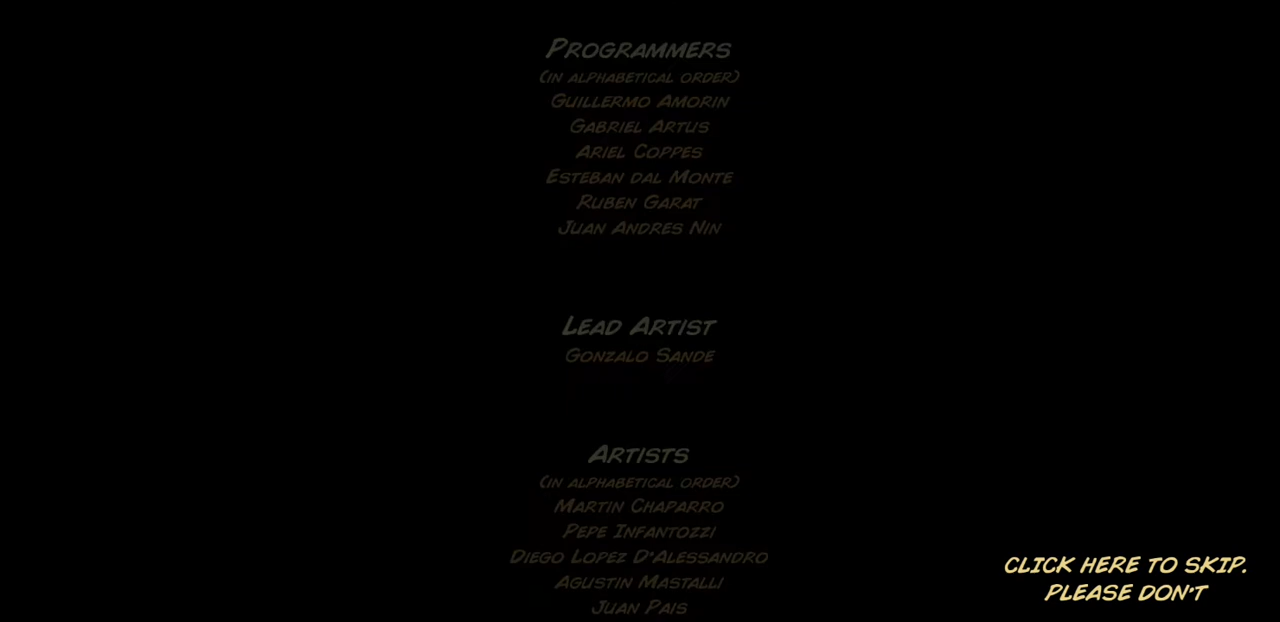 PROGRAMMERS
(IN ALPHABETICAL ORDER)
GUILLERMO AMORIN
GABRIEL ARTUS
ARIEL COPPES
ESTEBAN DAL MONTE
RUBEN GARAT
JUAN ANDRES NIN
LEAD ARTIST
GONZALO SANDE
ARTISTS
(IN ALPHABETICAL ORDER)
MARTIN CHAPARRO
PEPE INFANTOZZI
DIEGO LOPEZ D'ALESSANDRO
AGUSTIN MASTALLI
JUAN PAIS
CLICK HERE TO SKIP.
PLEASE DON'T